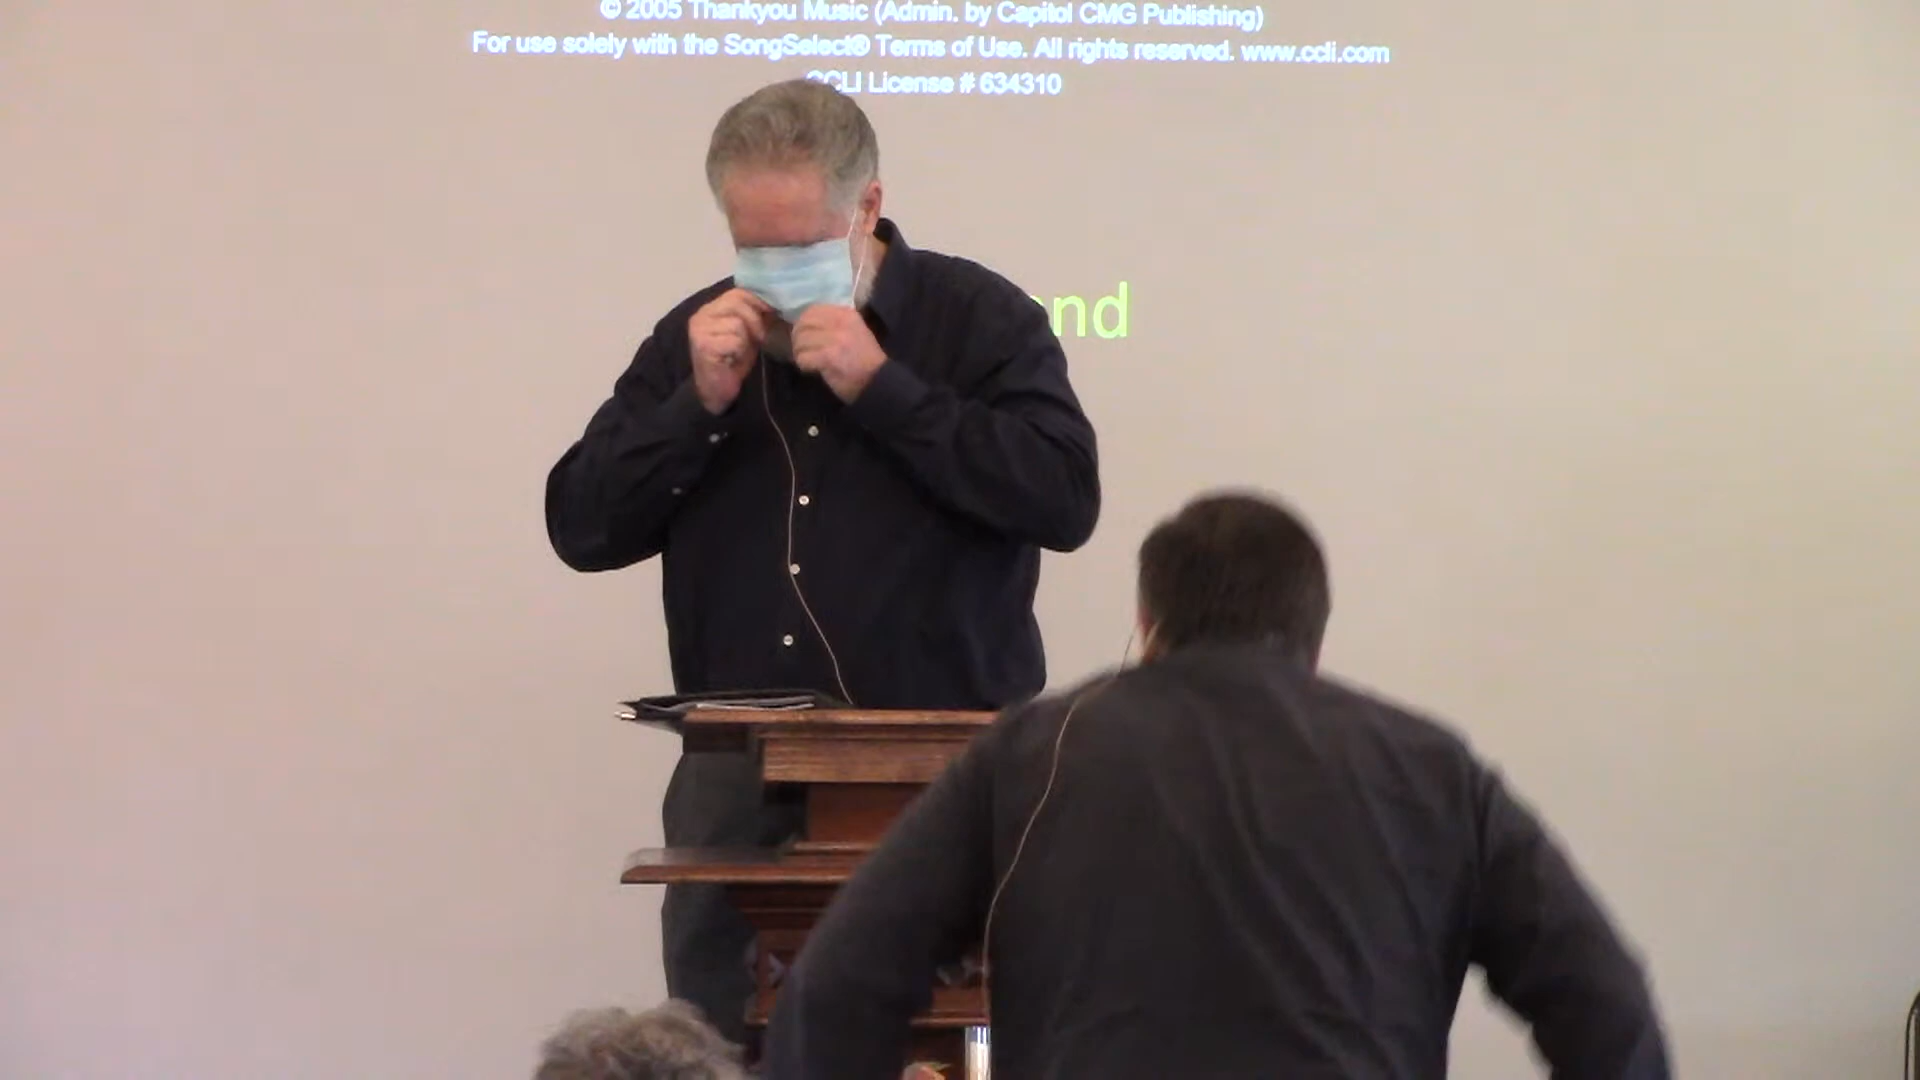 © 2005 Thankyou Music (Admin. by Capitol CMG Publishing)
For use solely with the SongSelect® Terms of Use. All rights reserved. www.ccli.com
CCLI License # 634310